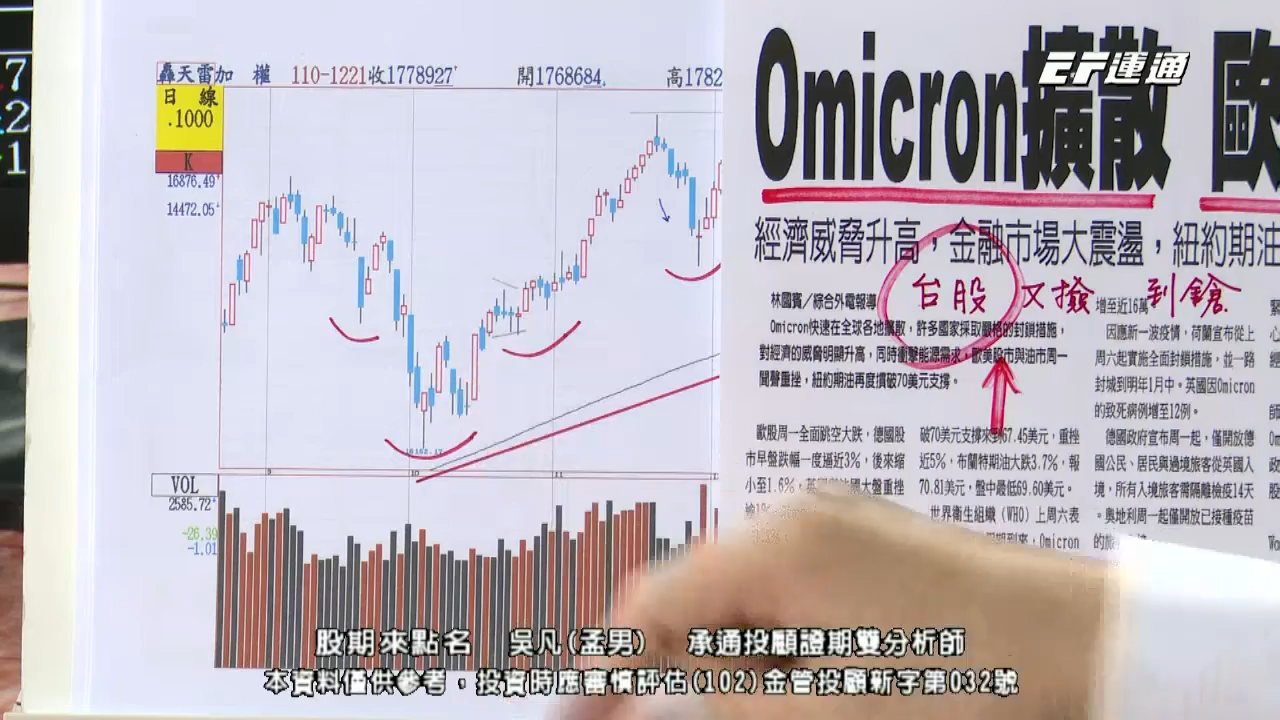 7
2
1
轟天雷加 權 110-1221收1778927 開1768684. 高1782
日 線
.1000
K
16876.49
14472.05
9
10
11
VOL
2585.72
-26.39
-1.01
EF運通
Omicron擴散 歐
經濟威脅升高，金融市場大震盪，紐約期油
台股又撥到鎗
林國賓／綜合外電報導
Omicron快速在全球各地擴散，許多國家採取嚴格的封鎖措施，
對經濟的威脅明顯升高，同時衝擊能源需求，歐美股市與油市周一
聞聲重挫，紐約期油再度摜破70美元支撐。
歐股周一全面跳空大跌，德國股
市早盤跌幅一度逼近3%，後來縮
小至1.6%，
破70美元支撐來到67.45美元，重挫
近5%，布蘭特期油大跌3.7%，報
70.81美元，盤中最低69.60美元。
世界衛生組織（WHO）上周六表
Omicron
增至近16萬
因應新一波疫情，荷蘭宣布從上
周六起實施全面封鎖措施，並一路
封城到明年1月中。英國因Omicron
的致死病例增至12例。
德國政府宣布周一起，僅開放德
國公民、居民與過境旅客從英國入
境，所有入境旅客需隔離檢疫14天
。奧地利周一起僅開放已接種疫苗
股期來點名 吳凡(孟男) 承通投顧證期雙分析師
本資料僅供參考，投資時應審慎評估(102)金管投顧新字第032號